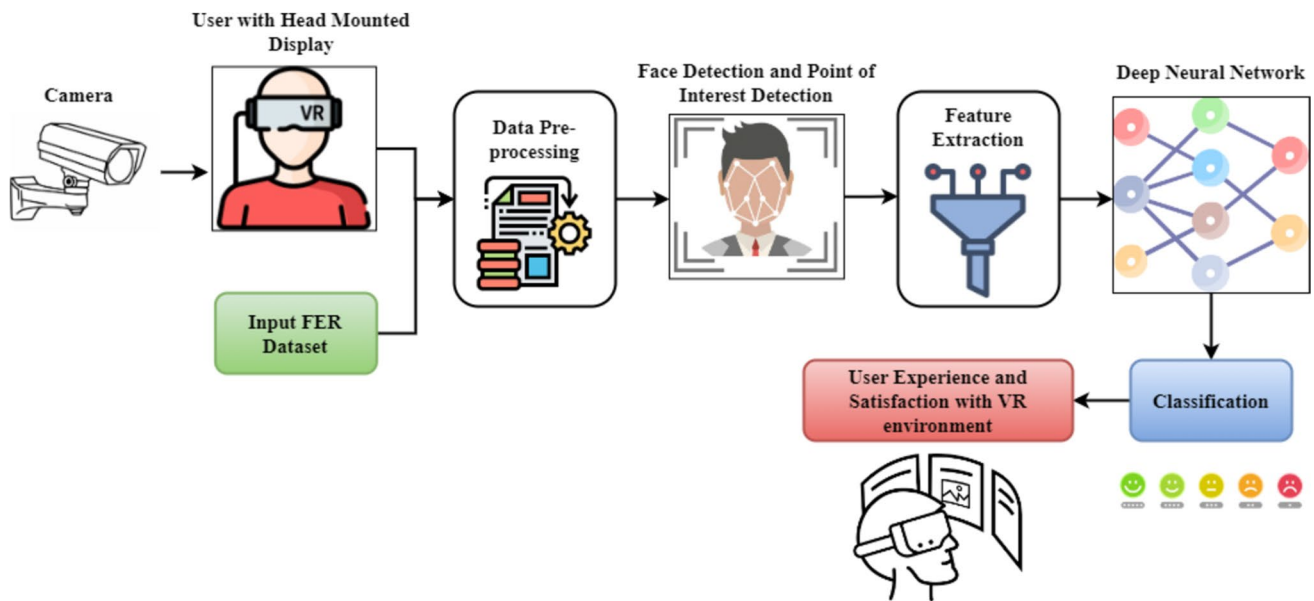 User with Head Mounted
Display
Camera
VR
Input FER
Dataset
Data Pre-
processing
Face Detection and Point of
Interest Detection
Feature
Extraction
Deep Neural Network
Classification
User Experience and
Satisfaction with VR
environment